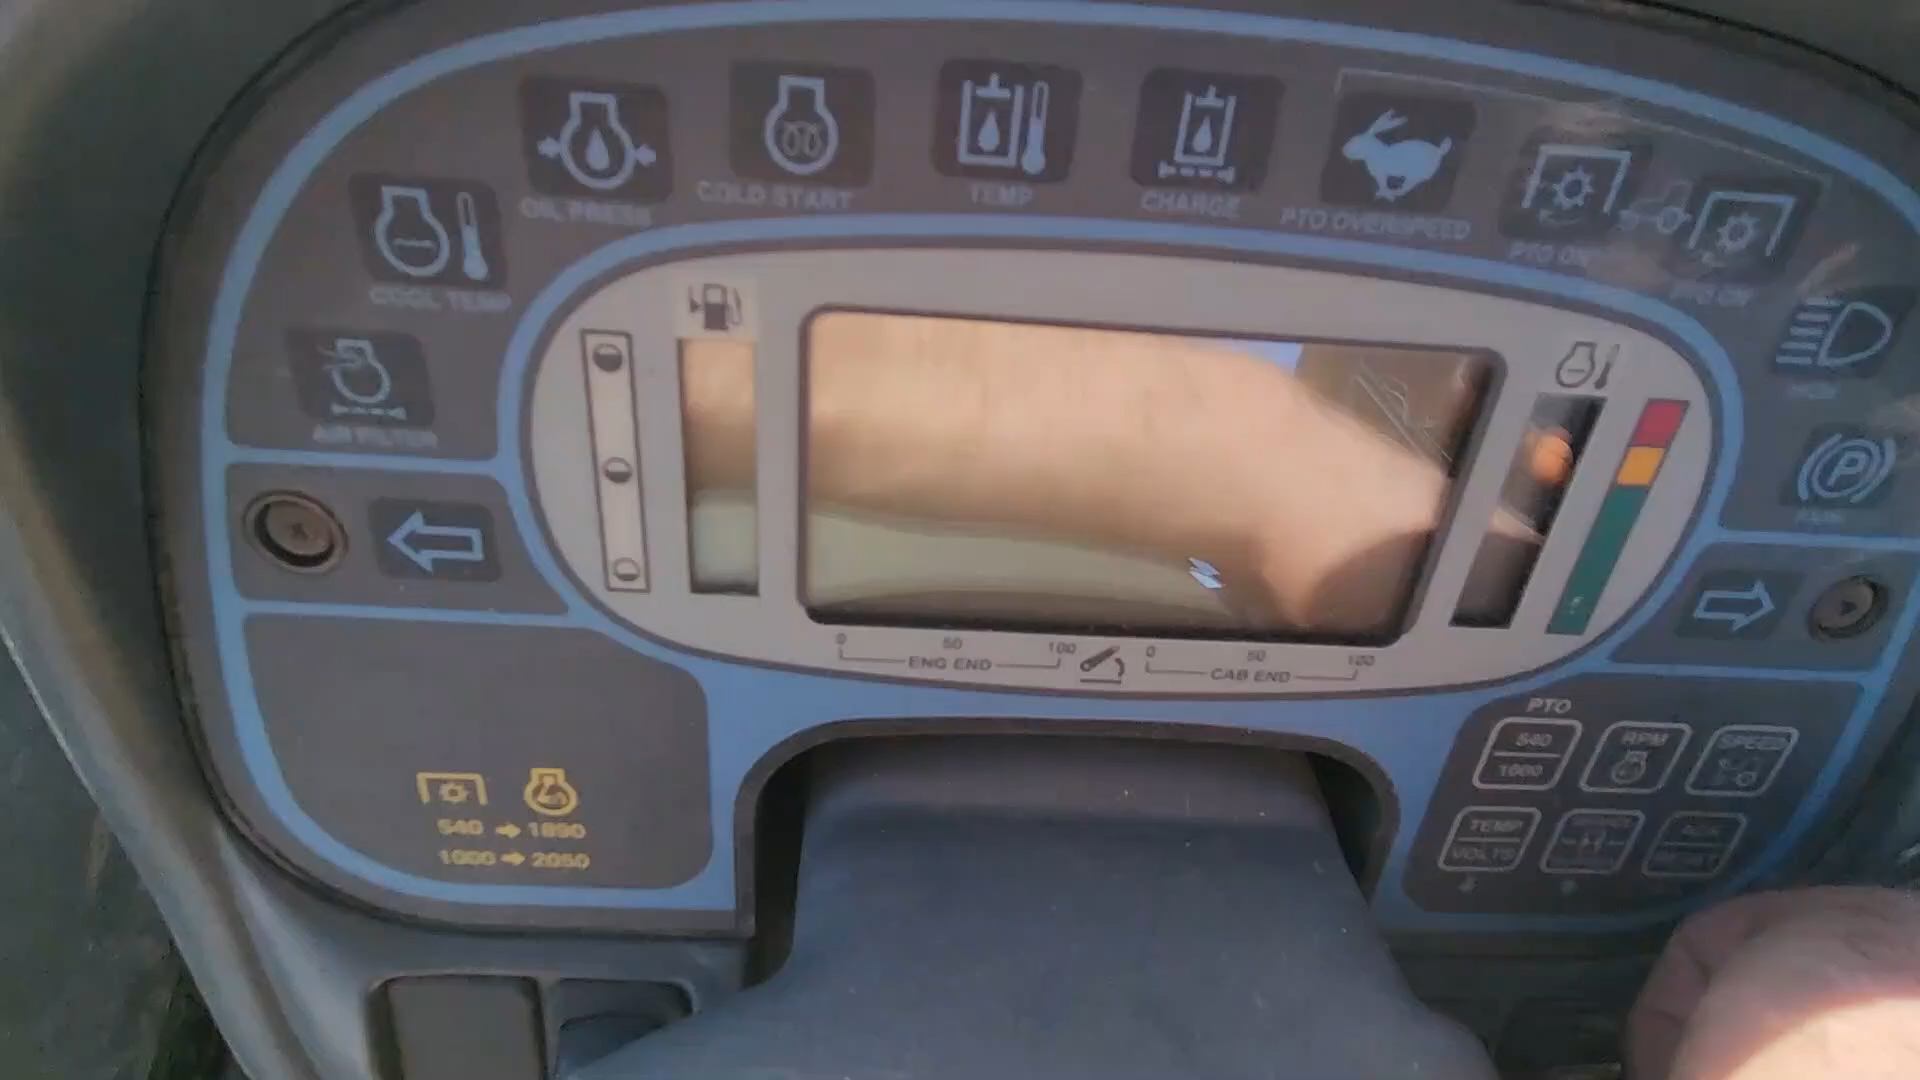 OIL PRESS
COLD START
TEMP
CHARGE
PTO OVERSPEED
PTO ON
PTO ON
COOL TEMP
HIGH
AIR FILTER
PARK
0 50 100
ENG END
0 50 100
CAB END
PTO
540
1000
RPM
SPEED
TEMP
VOLTS
540 1890
1000 2050